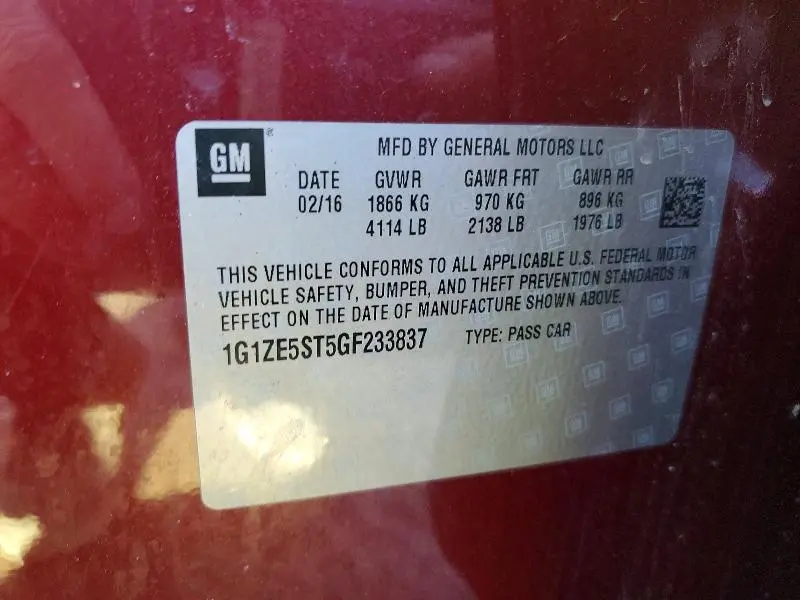 GM
MFD BY GENERAL MOTORS LLC
DATE GVWR GAWR FRT GAWR RR
02/16 1866 KG 970 KG 896 KG
4114 LB 2138 LB 1976 LB
THIS VEHICLE CONFORMS TO ALL APPLICABLE U.S. FEDERAL MOTOR
VEHICLE SAFETY, BUMPER, AND THEFT PREVENTION STANDARDS IN
EFFECT ON THE DATE OF MANUFACTURE SHOWN ABOVE.
1G1ZE5ST5GF233837 TYPE: PASS CAR